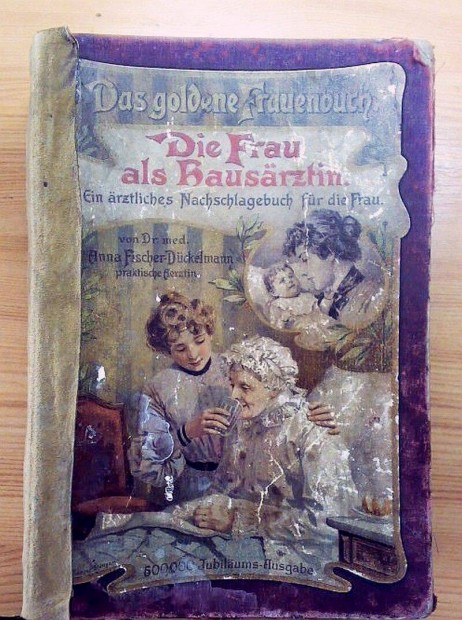 Das goldene Frauenbuch.
Die Frau
als Hausärztin.
Ein ärztliches Nachschlagebuch für die Frau.
von Dr. med.
Anna Fischer-Dückelmann
praktische Aerztin.
Jubiläums-Ausgabe